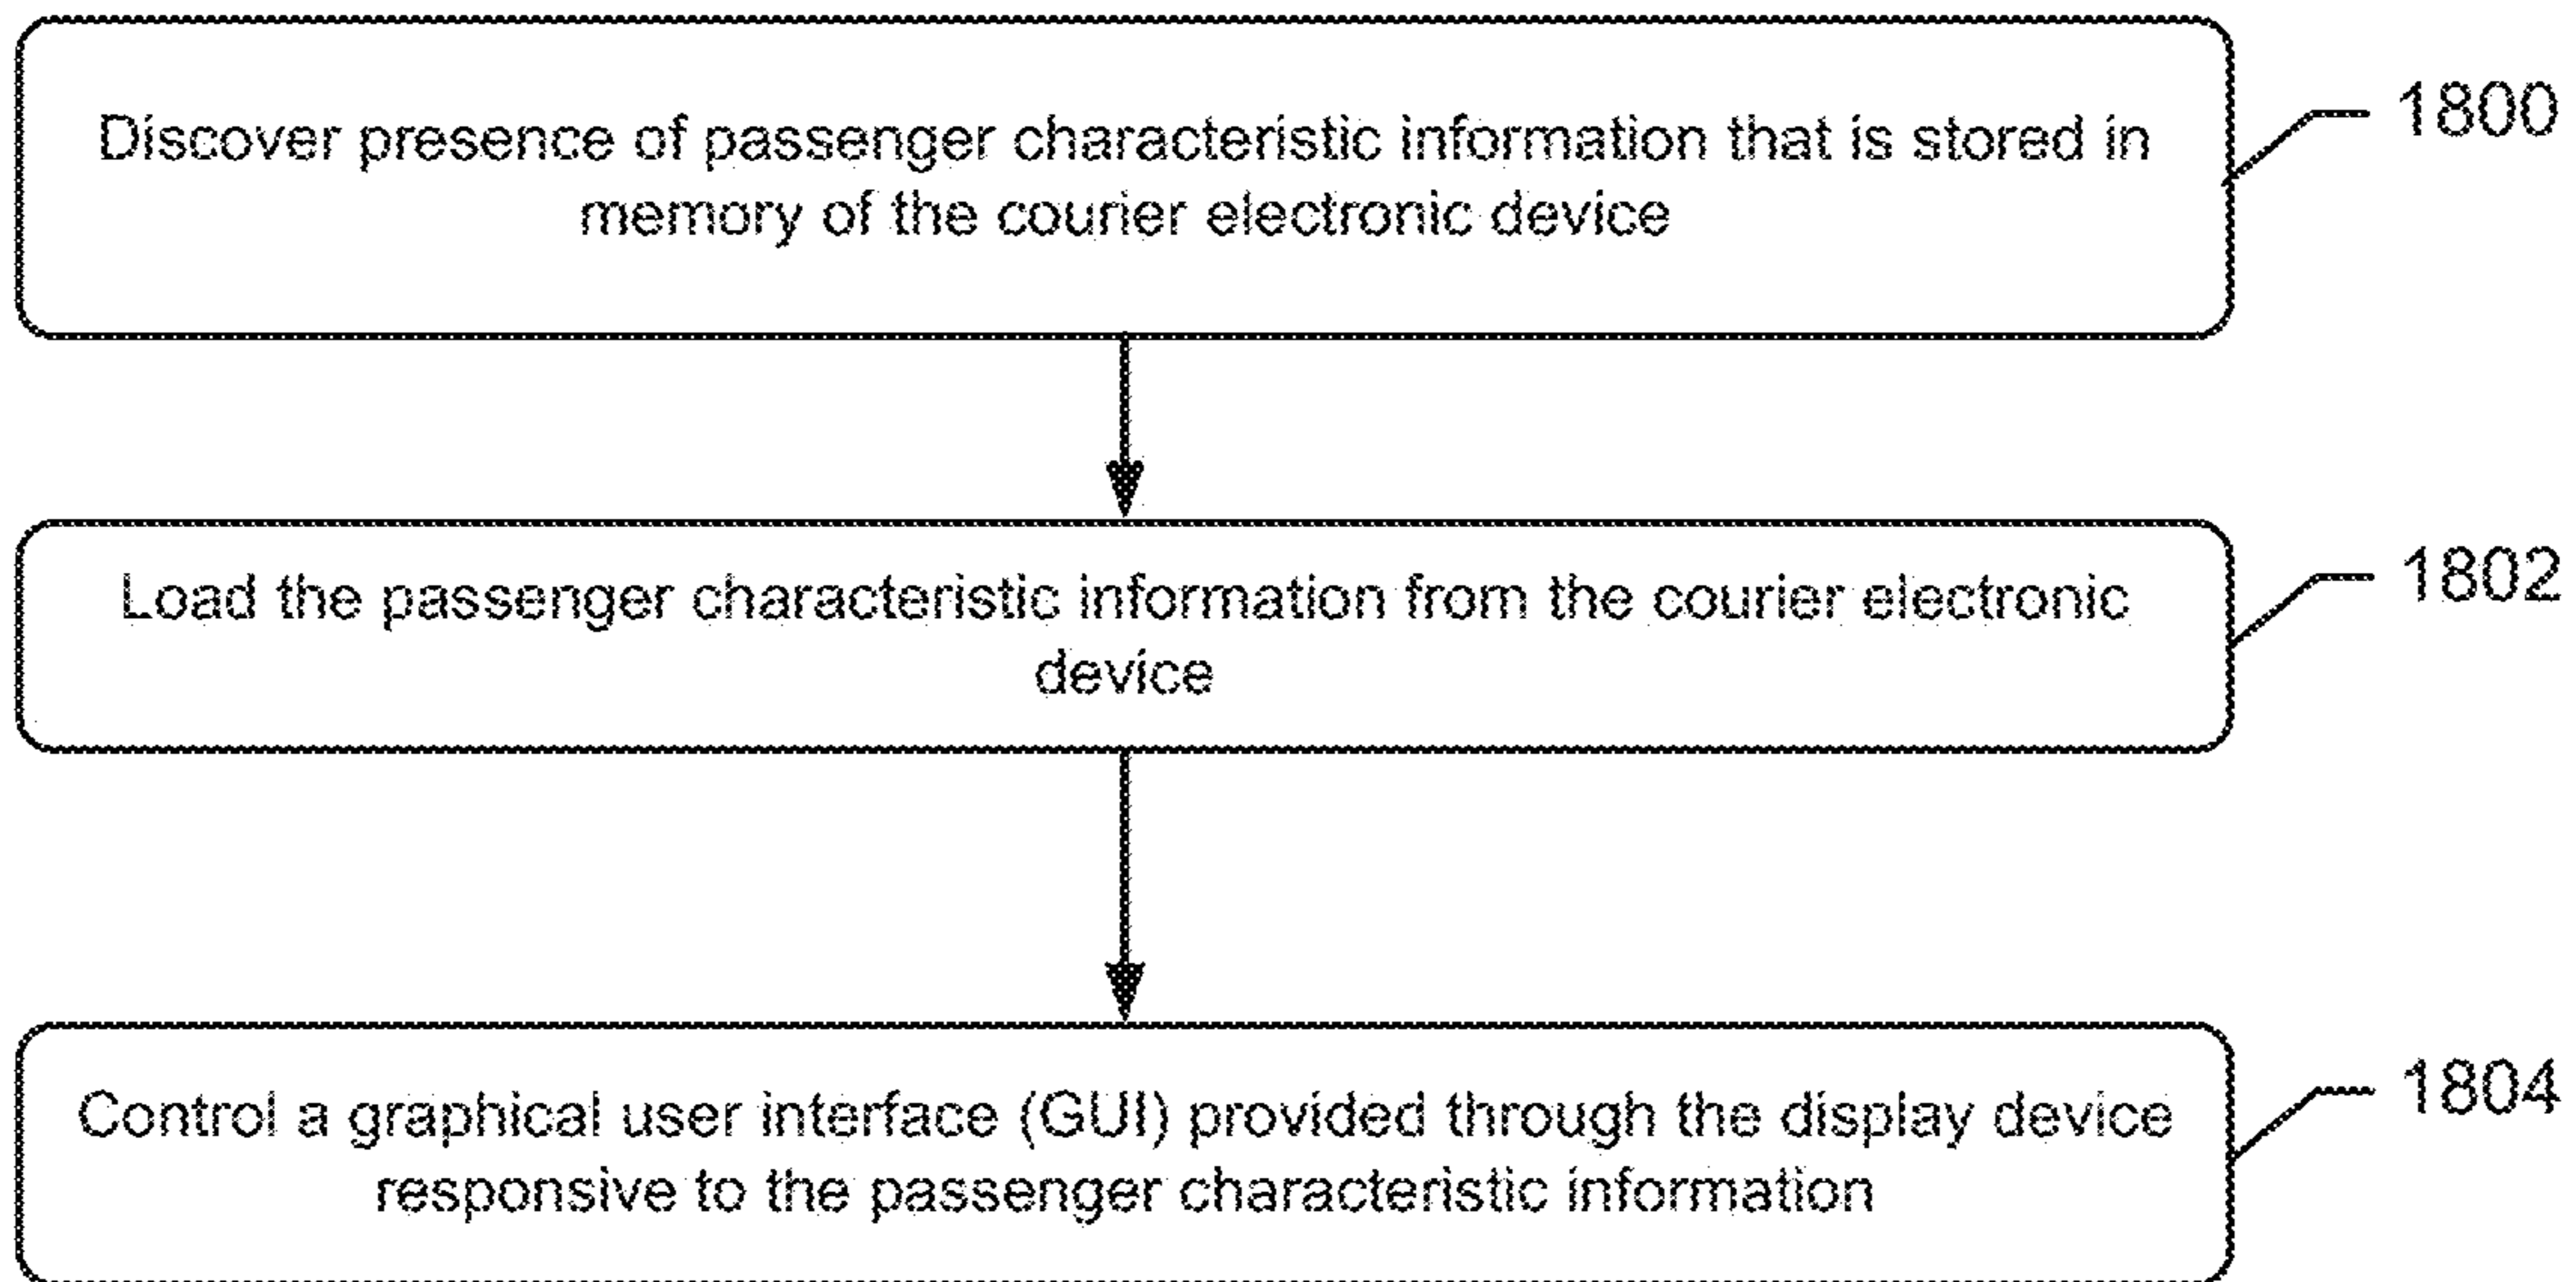 Discover presence of passenger characteristic information that is stored in
memory of the courier electronic device
1800
Load the passenger characteristic information from the courier electronic
device
1802
Control a graphical user interface (GUI) provided through the display device
responsive to the passenger characteristic information
1804